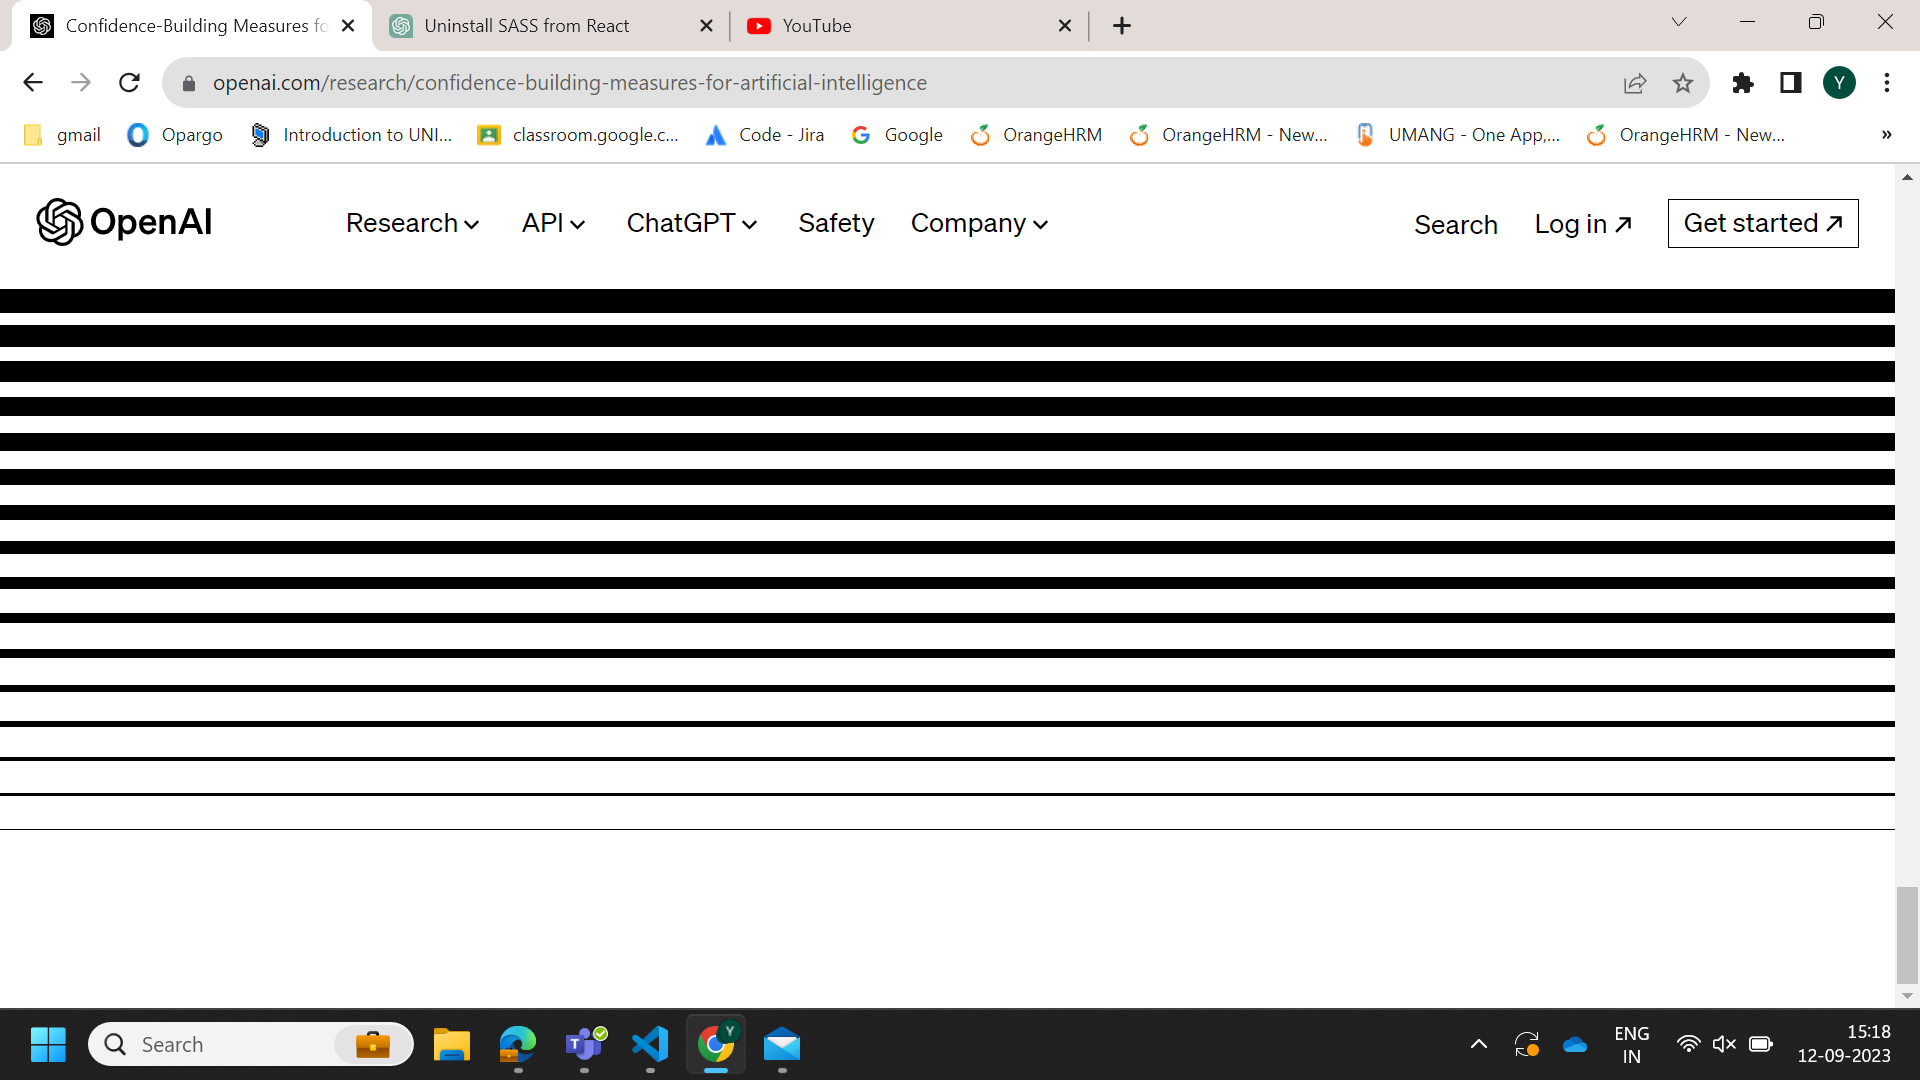 Confidence-Building Measures fo
Uninstall SASS from React
YouTube
openai.com/research/confidence-building-measures-for-artificial-intelligence
Y
gmail
Opargo
Introduction to UNI...
classroom.google.c...
Code - Jira
Google
OrangeHRM
OrangeHRM - New...
UMANG - One App,...
OrangeHRM - New...
»
OpenAI
Research
API
ChatGPT
Safety
Company
Search
Log in ↗
Get started ↗
Search
T
Y
ENG
IN
15:18
12-09-2023